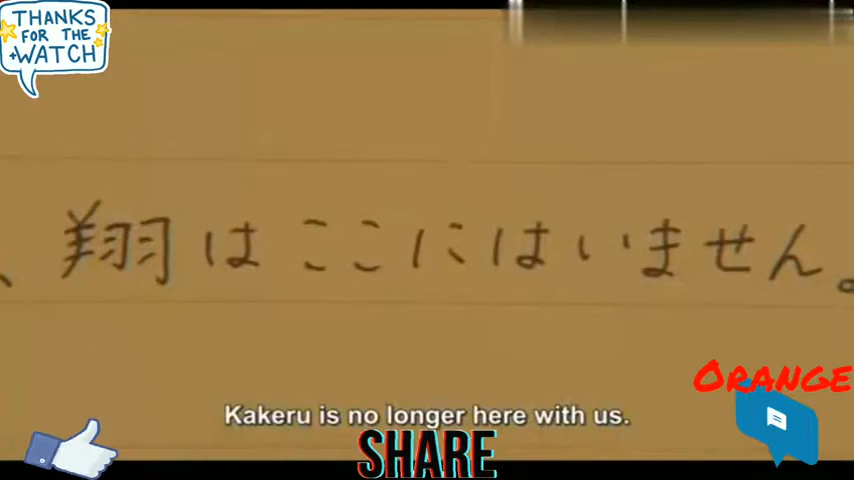 THANKS
FOR THE
WATCH
、翔はここにはいません。
ORANGE
Kakeru is no longer here with us.
SHARE